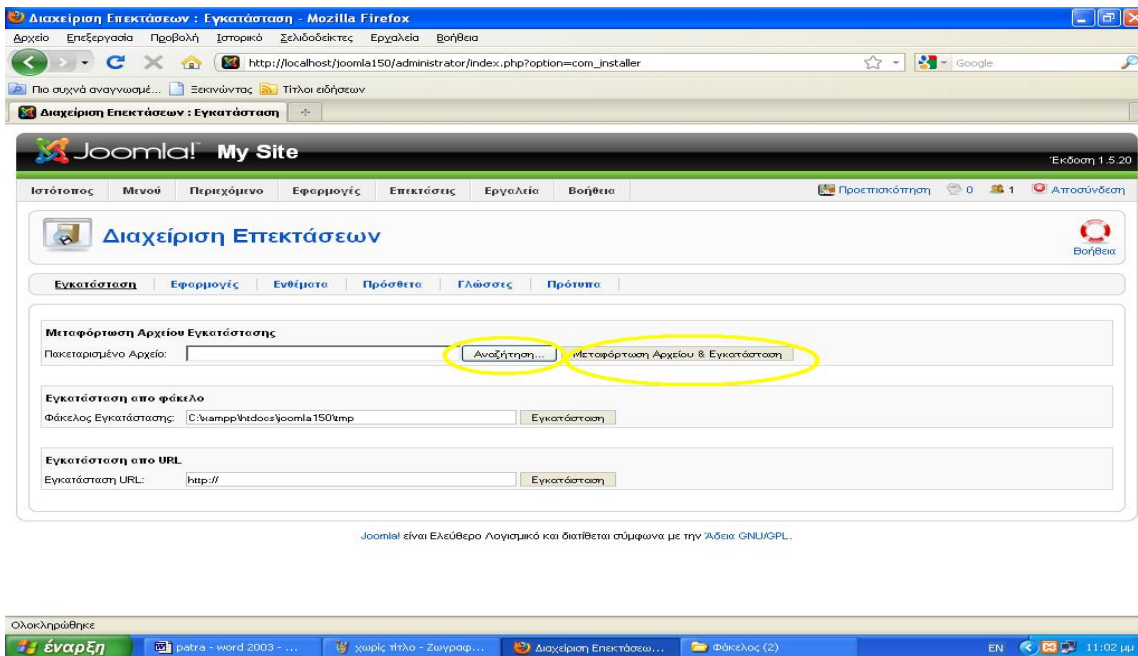 Διαχείριση Επεκτάσεων : Εγκατάσταση - Mozilla Firefox
Αρχείο Επεξεργασία Προβολή Ιστορικό Σελιδοδείκτες Εργαλεία Βοήθεια
http://localhost/joomla150/administrator/index.php?option=com_installer
Google
Πιο συχνά αναγνωσμέ... Ξεκινώντας Τίτλοι ειδήσεων
Διαχείριση Επεκτάσεων : Εγκατάσταση
Joomla! My Site
Έκδοση 1.5.20
Ιστότοπος Μενού Περιεχόμενο Εφαρμογές Επεκτάσεις Εργαλεία Βοήθεια Προεπισκόπηση 0 1 Αποσύνδεση
Διαχείριση Επεκτάσεων
Βοήθεια
Εγκατάσταση Εφαρμογές Ενθέματα Πρόσθετα Γλώσσες Πρότυπα
Μεταφόρτωση Αρχείου Εγκατάστασης
Πακεταρισμένο Αρχείο: Αναζήτηση... Μεταφόρτωση Αρχείου & Εγκατάσταση
Εγκατάσταση απο φάκελο
Φάκελος Εγκατάστασης: C:\xampp\htdocs\joomla150\tmp Εγκατάσταση
Εγκατάσταση απο URL
Εγκατάσταση URL: http:// Εγκατάσταση
Joomla! είναι Ελεύθερο Λογισμικό και διατίθεται σύμφωνα με την Άδεια GNU/GPL.
Ολοκληρώθηκε
έναρξη patra - word 2003 - ... χωρίς τίτλο - Ζωγραφ... Διαχείριση Επεκτάσεω... Φάκελος (2) EN 11:02 μμ